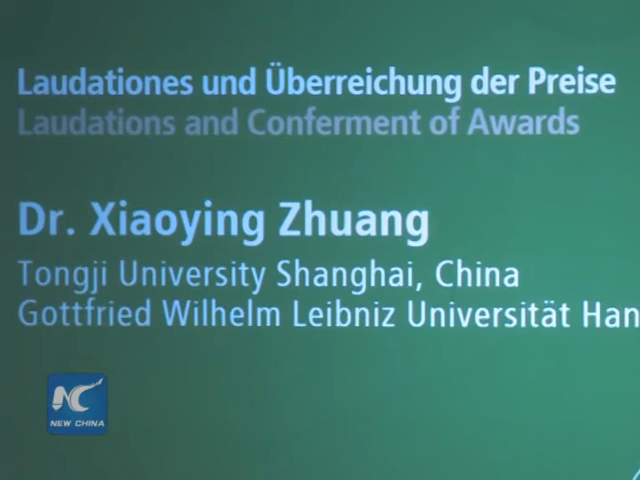 Laudationes und Überreichung der Preise
Laudations and Conferment of Awards
Dr. Xiaoying Zhuang
Tongji University Shanghai, China
Gottfried Wilhelm Leibniz Universität Han
NEW CHINA